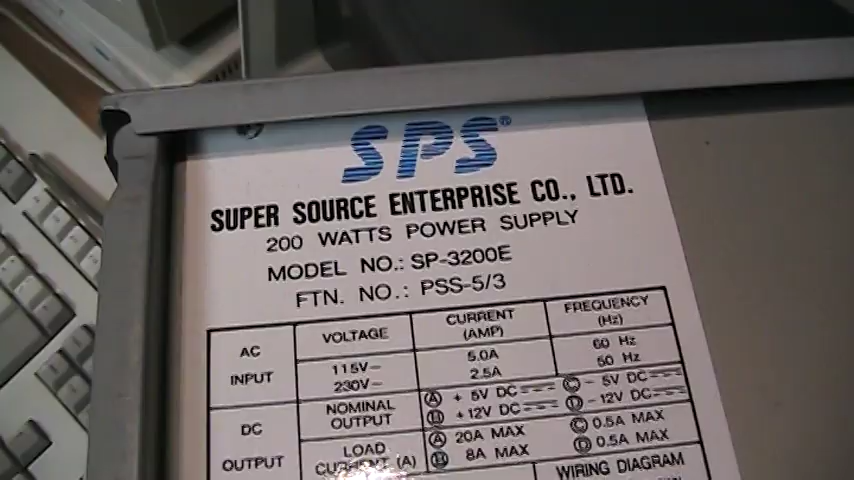 SPS®
SUPER SOURCE ENTERPRISE CO., LTD.
200 WATTS POWER SUPPLY
MODEL NO.: SP-3200E
FTN. NO.: PSS-5/3
AC INPUT
VOLTAGE
CURRENT (AMP)
FREQUENCY (Hz)
115V~ 5.0A 60 Hz
230V~ 2.5A 50 Hz
DC OUTPUT
NOMINAL OUTPUT
Ⓐ + 5V DC⎓ Ⓒ - 5V DC⎓
Ⓑ +12V DC⎓ Ⓓ -12V DC⎓
LOAD CURRENT (A)
Ⓐ 20A MAX Ⓒ 0.5A MAX
Ⓑ 8A MAX Ⓓ 0.5A MAX
WIRING DIAGRAM